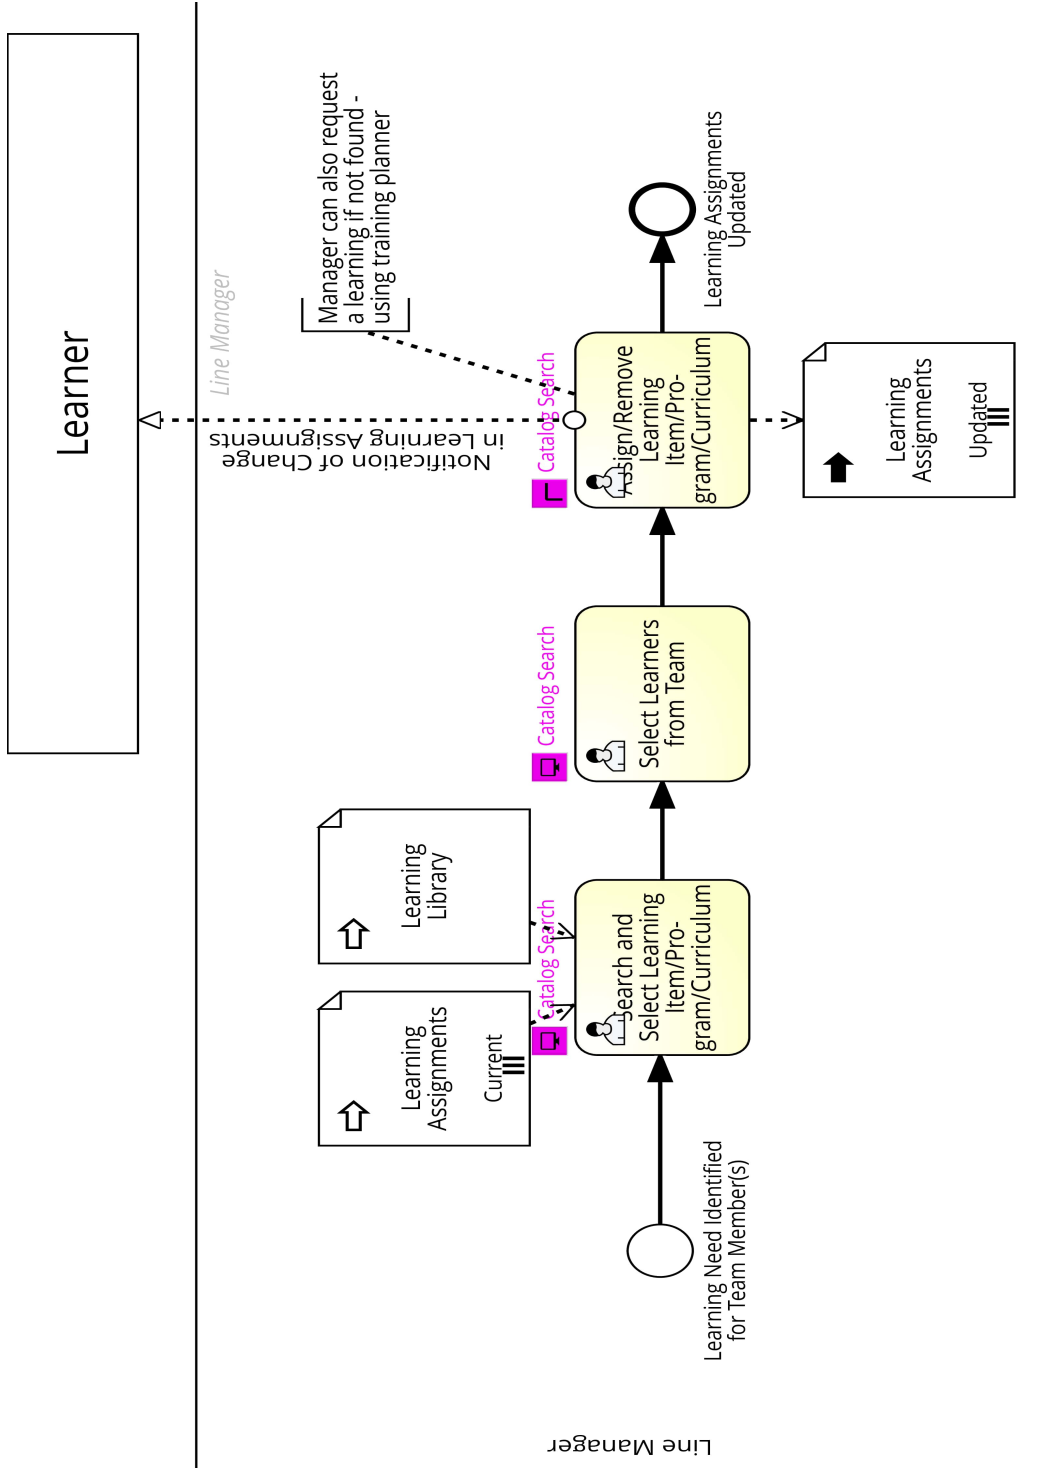 Learner
Line Manager
Line Manager
Manager can also request
a learning if not found -
using training planner
Notification of Change
in Learning Assignments
Learning
Assignments
Current
Learning
Library
Catalog Search
Catalog Search
Catalog Search
Learning Need Identified
for Team Member(s)
Search and
Select Learning
Item/Pro-
gram/Curriculum
Select Learners
from Team
Assign/Remove
Learning
Item/Pro-
gram/Curriculum
Learning Assignments
Updated
Learning
Assignments
Updated